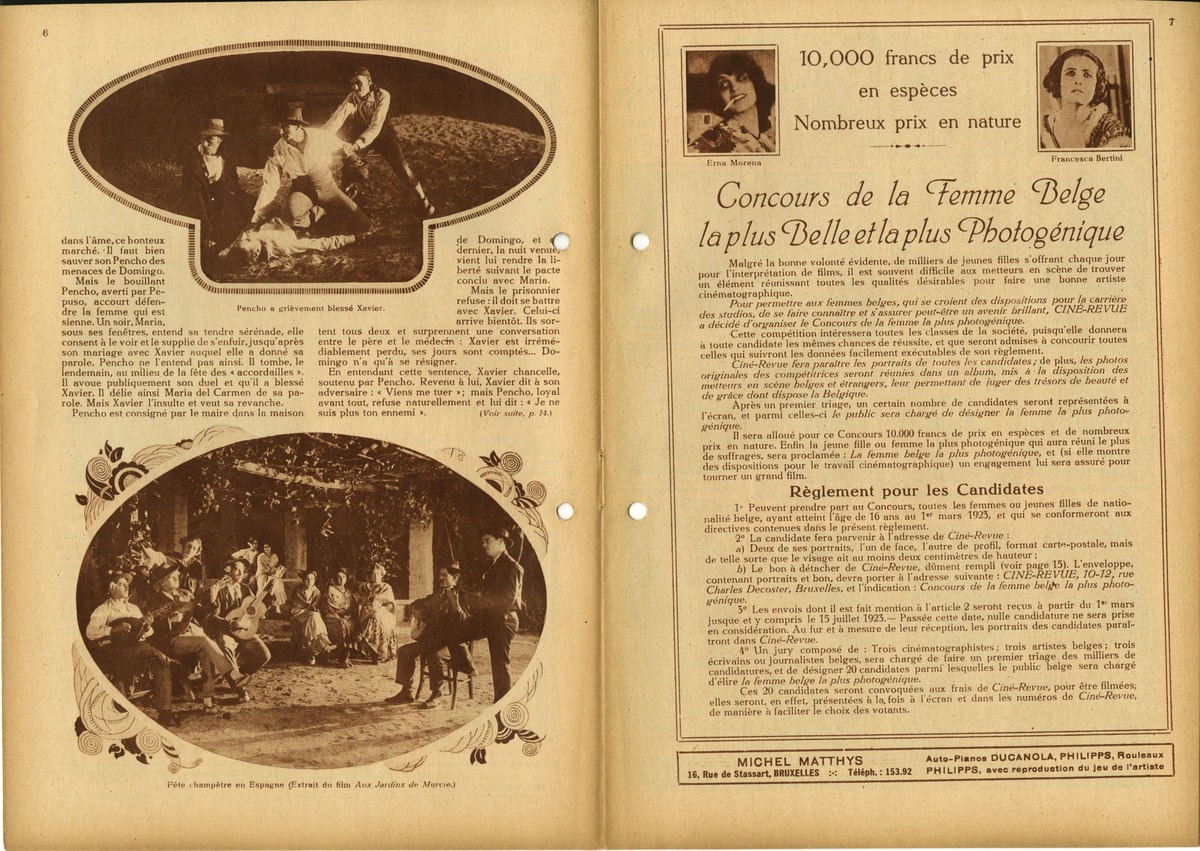 6
Pencho a grièvement blessé Xavier.
dans l'âme, ce honteux
marché. Il faut bien
sauver son Pencho des
menaces de Domingo.
Mais le bouillant
Pencho, averti par Pé-
puso, accourt défen-
dre la femme qui est
sienne. Un soir, Maria,
sous ses fenêtres, entend sa tendre sérénade, elle
consent à le voir et la supplie de s'enfuir, jusqu'après
son mariage avec Xavier auquel elle a donné sa
parole. Pencho ne l'entend pas ainsi. Il tombe, le
lendemain, au milieu de la fête des « accordailles ».
Il avoue publiquement son duel et qu'il a blessé
Xavier. Il délie ainsi Maria del Carmen de sa pa-
role. Mais Xavier l'insulte et veut sa revanche.
Pencho est consigné par le maire dans la maison
de Domingo, et
dernier, la nuit venue,
vient lui rendre la li-
berté suivant le pacte
conclu avec Maria.
Mais le prisonnier
refuse : il doit se battre
avec Xavier. Celui-ci
arrive bientôt. Ils sor-
tent tous deux et surprennent une conversation
entre le père et le médecin : Xavier est irrémé-
diablement perdu, ses jours sont comptés... Do-
mingo n'a qu'à se résigner.
En entendant cette sentence, Xavier chancelle,
soutenu par Pencho. Revenu à lui, Xavier dit à son
adversaire : « Viens me tuer » ; mais Pencho, loyal
avant tout, refuse naturellement et lui dit : « Je ne
suis plus ton ennemi ».
(Voir suite, p. 14.)
Fête champêtre en Espagne (Extrait du film Aux Jardins de Murcie.)
7
10,000 francs de prix
en espèces
Nombreux prix en nature
Erna Morena
Francesca Bertini
Concours de la Femme Belge
la plus Belle et la plus Photogénique
Malgré la bonne volonté évidente, de milliers de jeunes filles s'offrant chaque jour
pour l'interprétation de films, il est souvent difficile aux metteurs en scène de trouver
un élément réunissant toutes les qualités désirables pour faire une bonne artiste
cinématographique.
Pour permettre aux femmes belges, qui se croient des dispositions pour la carrière
des studios, de se faire connaître et s'assurer peut-être un avenir brillant, CINÉ-REVUE
a décidé d'organiser le Concours de la femme la plus photogénique.
Cette compétition intéressera toutes les classes de la société, puisqu'elle donnera
à toute candidate les mêmes chances de réussite, et que seront admises à concourir toutes
celles qui suivront les données facilement exécutables de son règlement.
Ciné-Revue fera paraître les portraits de toutes les candidates ; de plus, les photos
originales des compétitrices seront réunies dans un album, mis à la disposition des
metteurs en scène belges et étrangers, leur permettant de juger des trésors de beauté et
de grâce dont dispose la Belgique.
Après un premier triage, un certain nombre de candidates seront représentées à
l'écran, et parmi celles-ci le public sera chargé de désigner la femme la plus photo-
génique.
Il sera alloué pour ce Concours 10.000 francs de prix en espèces et de nombreux
prix en nature. Enfin la jeune fille ou femme la plus photogénique qui aura réuni le plus
de suffrages, sera proclamée : La femme belge la plus photogénique, et (si elle montre
des dispositions pour le travail cinématographique) un engagement lui sera assuré pour
tourner un grand film.
Règlement pour les Candidates
1° Peuvent prendre part au Concours, toutes les femmes ou jeunes filles de natio-
nalité belge, ayant atteint l'âge de 16 ans au 1er mars 1923, et qui se conformeront aux
directives contenues dans le présent règlement.
2° La candidate fera parvenir à l'adresse de Ciné-Revue :
a) Deux de ses portraits, l'un de face, l'autre de profil, format carte-postale, mais
de telle sorte que le visage ait au moins deux centimètres de hauteur ;
b) Le bon à détacher de Ciné-Revue, dûment rempli (voir page 15). L'enveloppe,
contenant portraits et bon, devra porter à l'adresse suivante : CINÉ-REVUE, 10-12, rue
Charles Decoster, Bruxelles, et l'indication : Concours de la femme belge la plus photo-
génique.
3° Les envois dont il est fait mention à l'article 2 seront reçus à partir du 1er mars
jusque et y compris le 15 juillet 1923. — Passée cette date, nulle candidature ne sera prise
en considération. Au fur et à mesure de leur réception, les portraits des candidates paraî-
tront dans Ciné-Revue.
4° Un jury composé de : Trois cinématographistes ; trois artistes belges ; trois
écrivains ou journalistes belges, sera chargé de faire un premier triage des milliers de
candidatures, et de désigner 20 candidates parmi lesquelles le public belge sera chargé
d'élire la femme belge la plus photogénique.
Ces 20 candidates seront convoquées aux frais de Ciné-Revue, pour être filmées;
elles seront, en effet, présentées à la fois à l'écran et dans les numéros de Ciné-Revue,
de manière à faciliter le choix des votants.
MICHEL MATTHYS
16, Rue de Stassart, BRUXELLES :-: Téléph. : 153.92
Auto-Pianos DUCANOLA, PHILIPPS, Rouleaux
PHILIPPS, avec reproduction du jeu de l'artiste